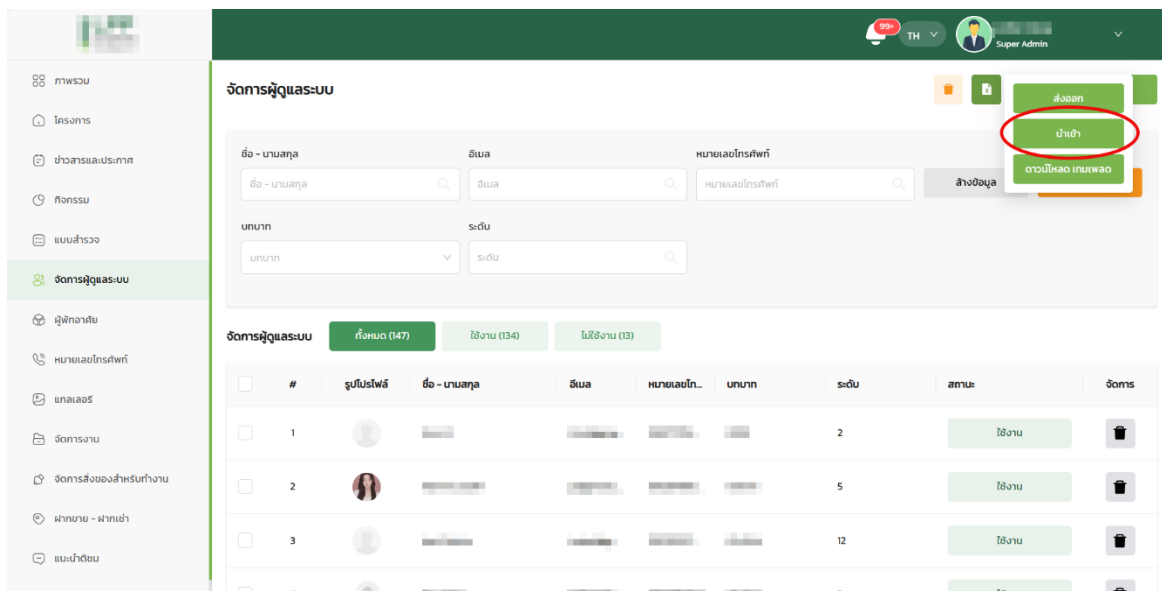 99+
TH
Super Admin
ภาพรวม
โครงการ
ข่าวสารและประกาศ
กิจกรรม
แบบสำรวจ
จัดการผู้ดูแลระบบ
ผู้พักอาศัย
หมายเลขโทรศัพท์
แกลเลอรี่
จัดการงาน
จัดการสิ่งของสำหรับทำงาน
ฝากขาย - ฝากเช่า
แนะนำติชม
จัดการผู้ดูแลระบบ
ส่งออก
นำเข้า
ดาวน์โหลด เทมเพลต
ชื่อ - นามสกุล อีเมล หมายเลขโทรศัพท์
ชื่อ - นามสกุล อีเมล หมายเลขโทรศัพท์ ล้างข้อมูล
บทบาท ระดับ
บทบาท ระดับ
จัดการผู้ดูแลระบบ ทั้งหมด (147) ใช้งาน (134) ไม่ใช้งาน (13)
# รูปโปรไฟล์ ชื่อ - นามสกุล อีเมล หมายเลขโท... บทบาท ระดับ สถานะ จัดการ
1 2 ใช้งาน
2 5 ใช้งาน
3 12 ใช้งาน